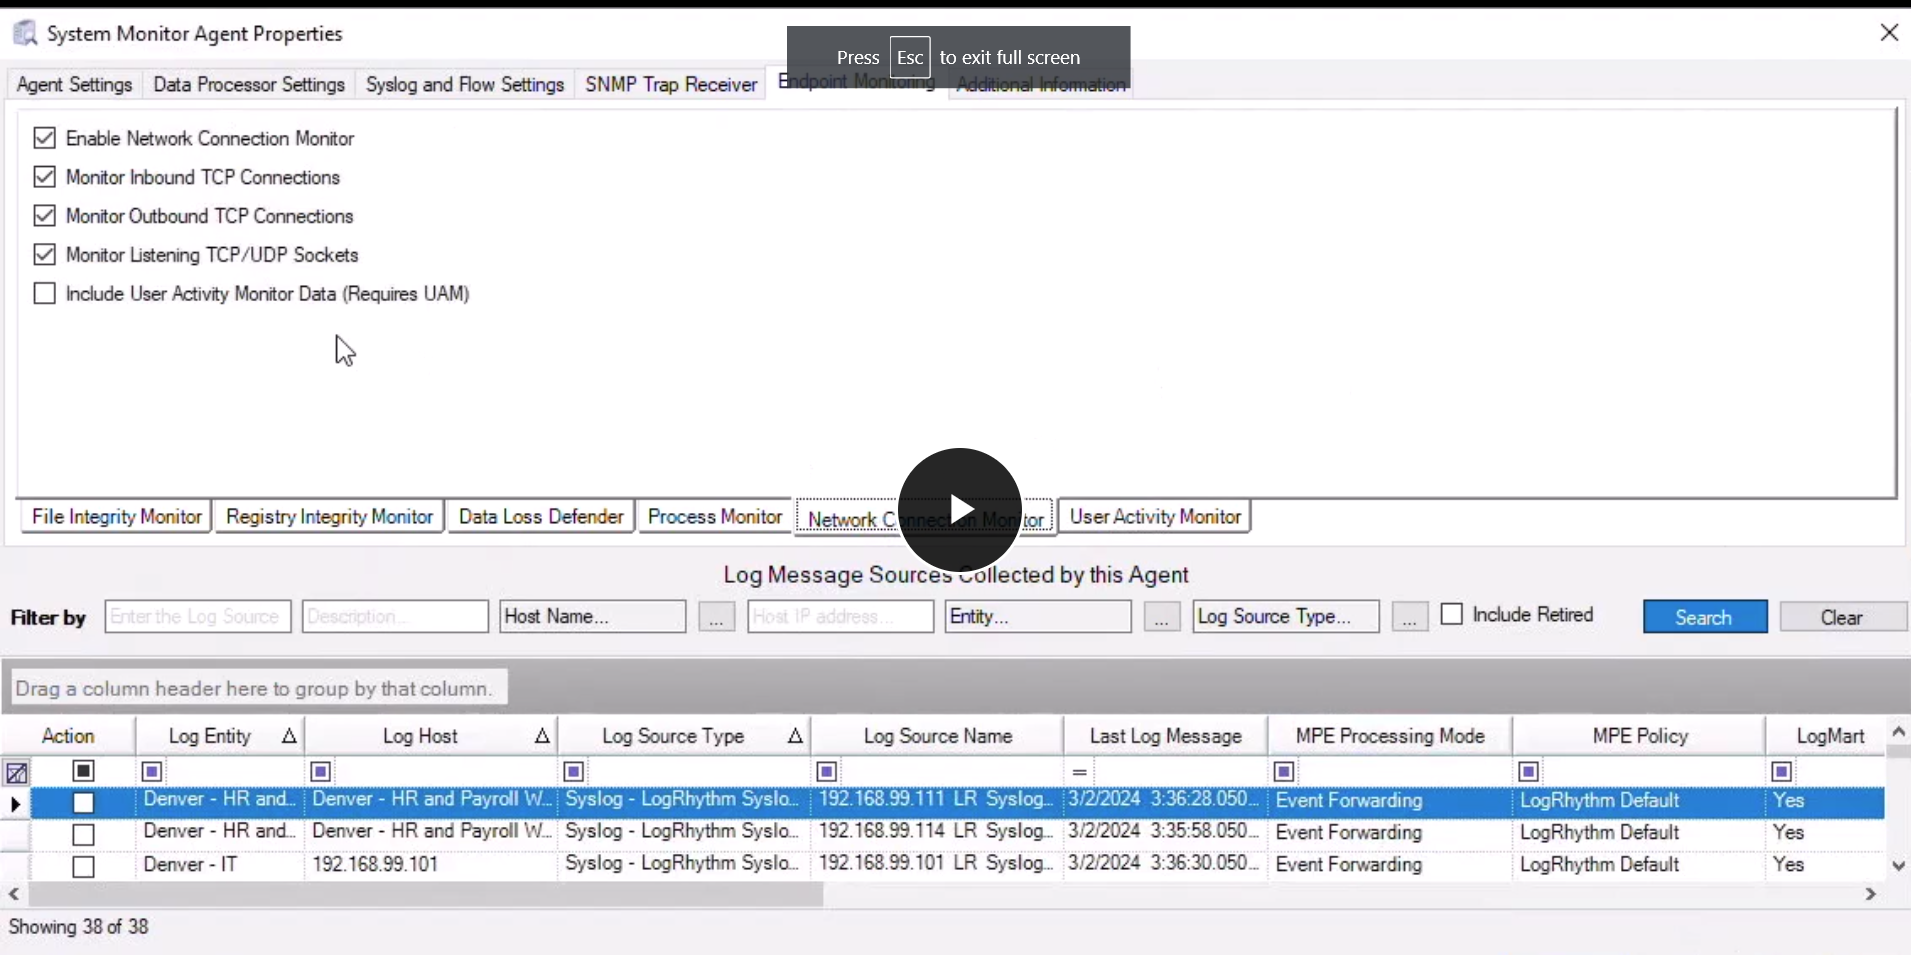 System Monitor Agent Properties
Press Esc to exit full screen
Agent Settings Data Processor Settings Syslog and Flow Settings SNMP Trap Receiver Endpoint Monitoring Additional Information
Enable Network Connection Monitor
Monitor Inbound TCP Connections
Monitor Outbound TCP Connections
Monitor Listening TCP/UDP Sockets
Include User Activity Monitor Data (Requires UAM)
File Integrity Monitor Registry Integrity Monitor Data Loss Defender Process Monitor Network Connection Monitor User Activity Monitor
Log Message Sources Collected by this Agent
Filter by Enter the Log Source Description... Host Name... ... Host IP address... Entity... ... Log Source Type... ... Include Retired Search Clear
Drag a column header here to group by that column.
Action Log Entity Log Host Log Source Type Log Source Name Last Log Message MPE Processing Mode MPE Policy LogMart
=
Denver - HR and... Denver - HR and Payroll W... Syslog - LogRhythm Syslo... 192.168.99.111 LR Syslog... 3/2/2024 3:36:28.050... Event Forwarding LogRhythm Default Yes
Denver - HR and... Denver - HR and Payroll W... Syslog - LogRhythm Syslo... 192.168.99.114 LR Syslog... 3/2/2024 3:35:58.050... Event Forwarding LogRhythm Default Yes
Denver - IT 192.168.99.101 Syslog - LogRhythm Syslo... 192.168.99.101 LR Syslog... 3/2/2024 3:36:30.050... Event Forwarding LogRhythm Default Yes
Showing 38 of 38